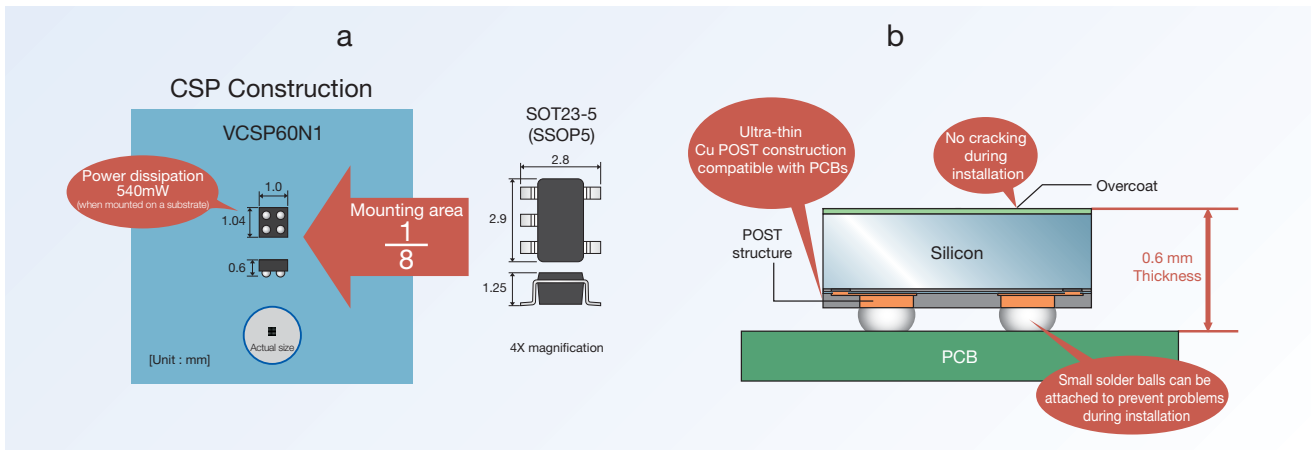 a
CSP Construction
VCSP60N1
Power dissipation
540mW
(when mounted on a substrate)
1.0
1.04
0.6
Actual size
[Unit : mm]
Mounting area
1
8
SOT23-5
(SSOP5)
2.8
2.9
1.25
4X magnification
b
Ultra-thin
Cu POST construction
compatible with PCBs
No cracking
during
installation
Overcoat
POST
structure
Silicon
0.6 mm
Thickness
PCB
Small solder balls can be
attached to prevent problems
during installation